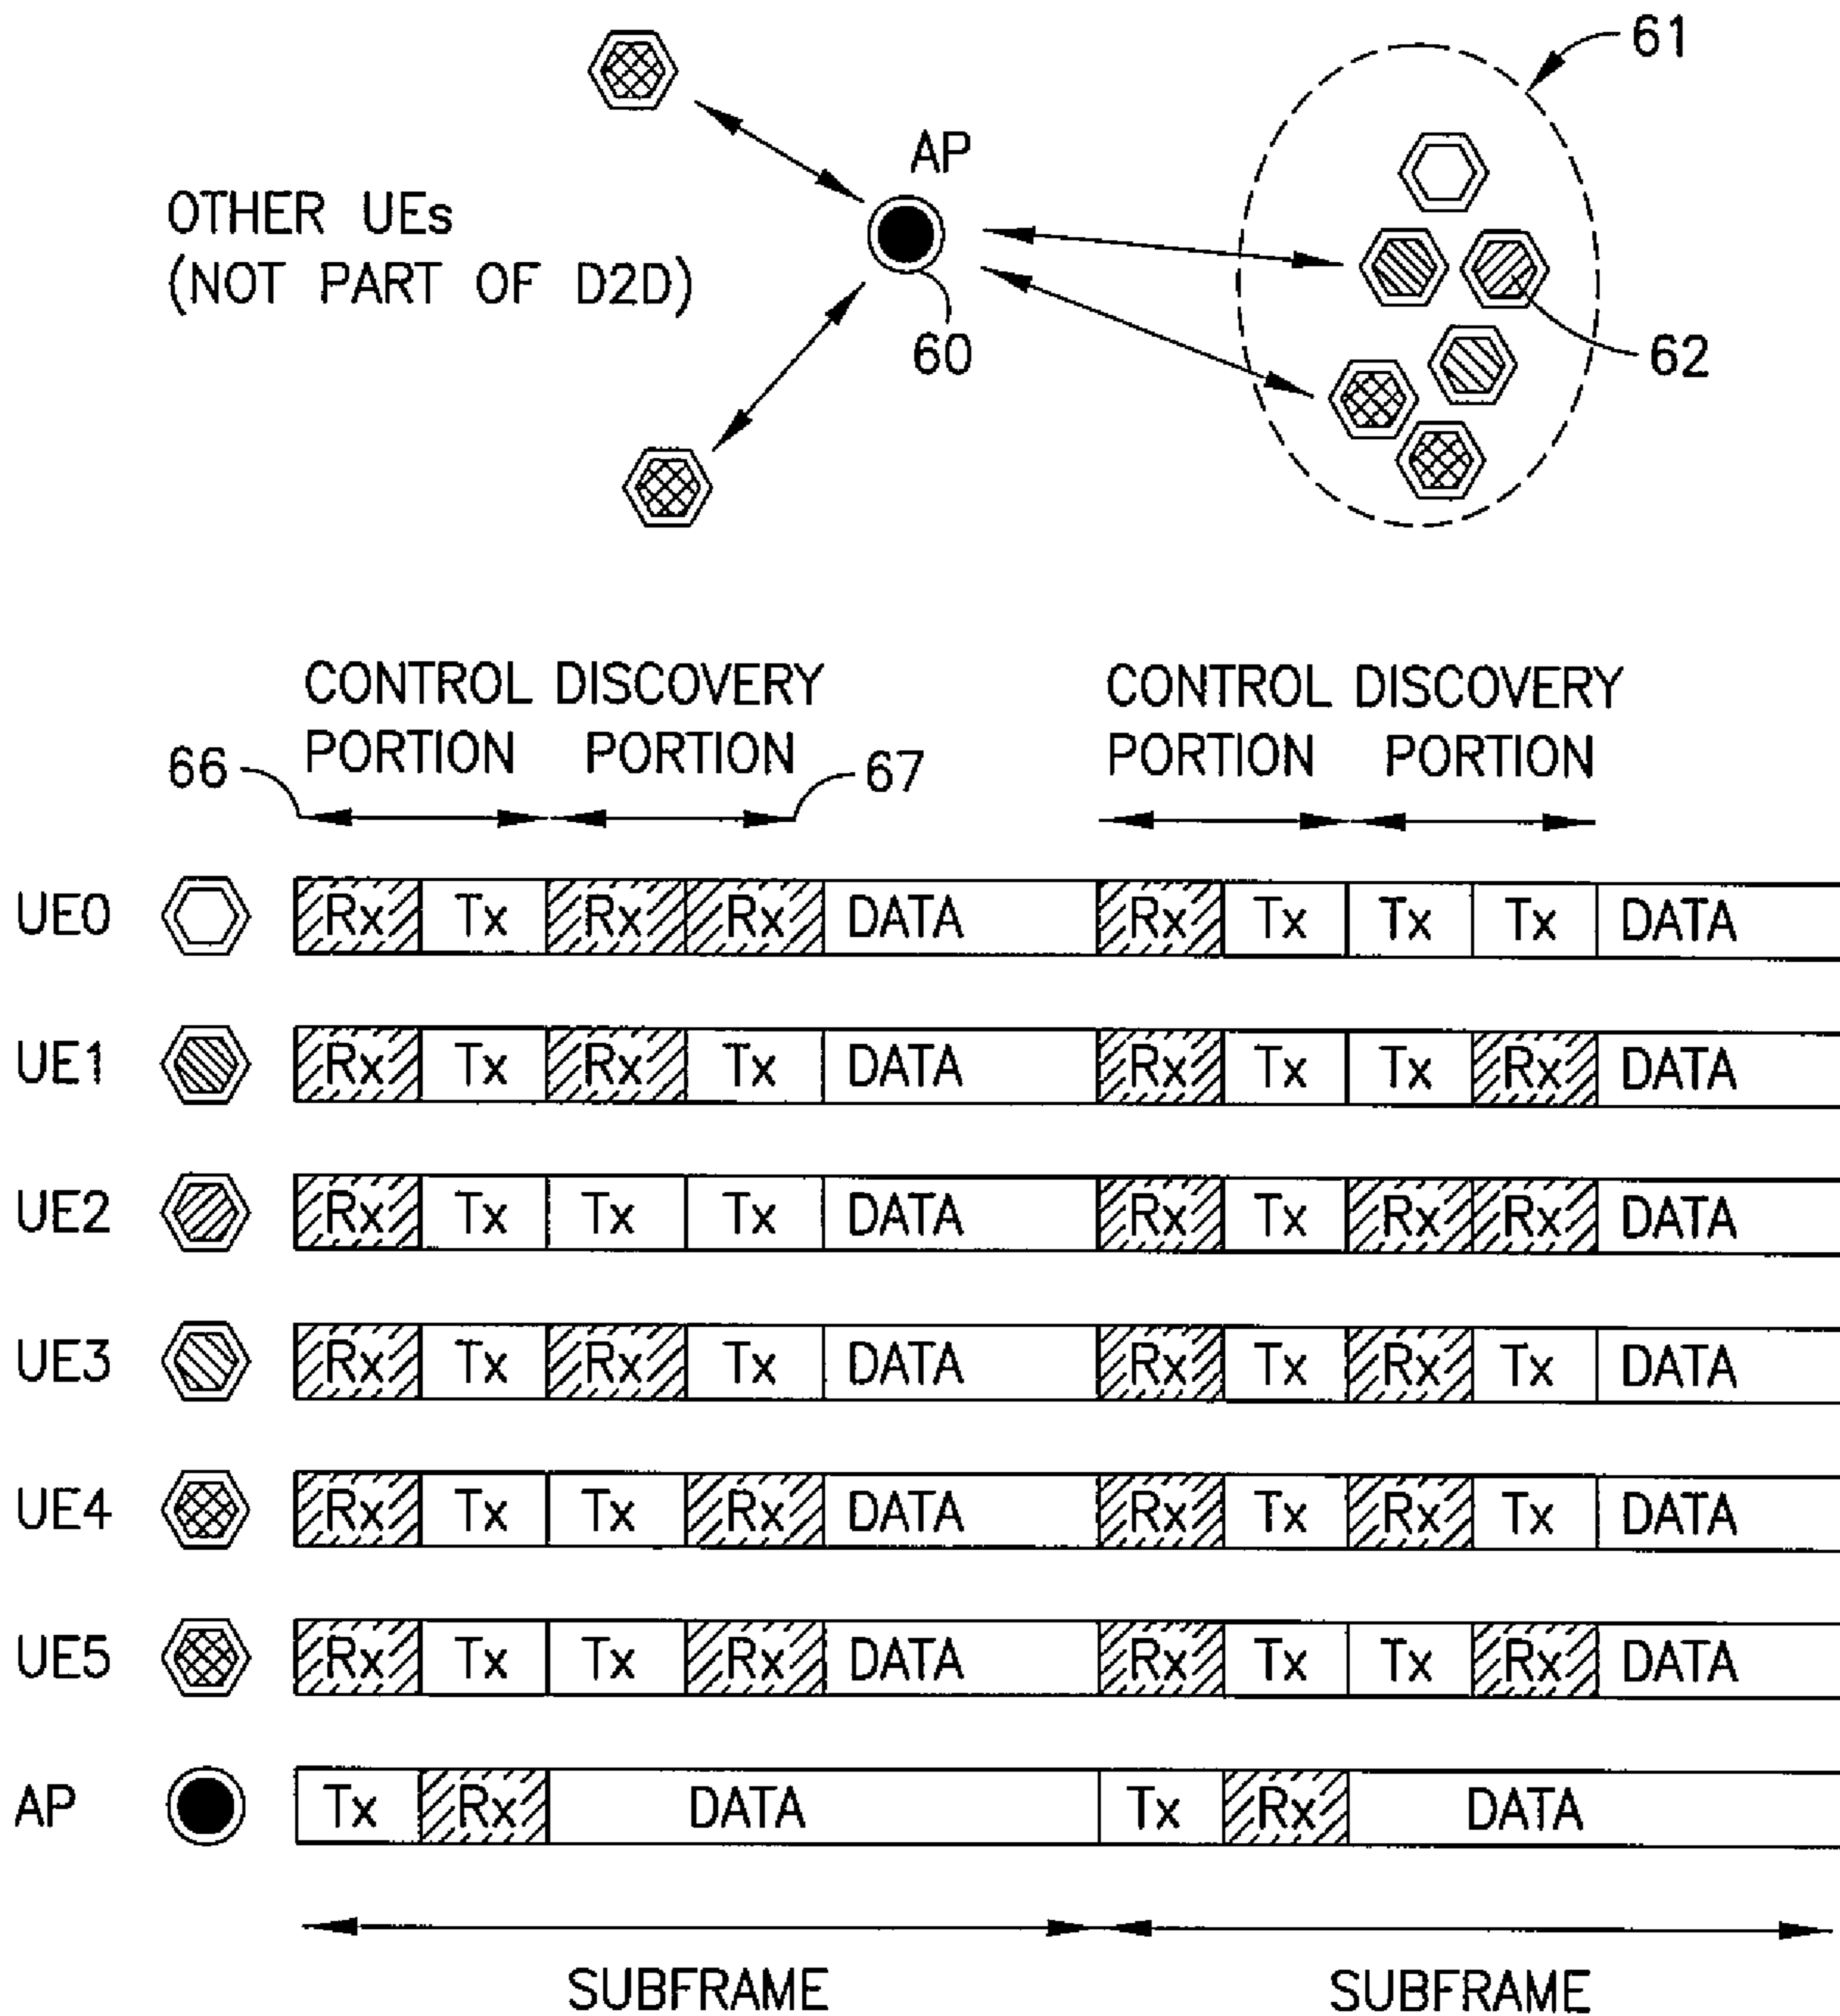 61
AP
OTHER UEs
(NOT PART OF D2D)
60
62
CONTROL DISCOVERY CONTROL DISCOVERY
66 PORTION PORTION 67 PORTION PORTION
UE0 Rx Tx Rx Rx DATA Rx Tx Tx Tx DATA
UE1 Rx Tx Rx Tx DATA Rx Tx Tx Rx DATA
UE2 Rx Tx Tx Tx DATA Rx Tx Rx Rx DATA
UE3 Rx Tx Rx Tx DATA Rx Tx Rx Tx DATA
UE4 Rx Tx Tx Rx DATA Rx Tx Rx Tx DATA
UE5 Rx Tx Tx Rx DATA Rx Tx Tx Rx DATA
AP Tx Rx DATA Tx Rx DATA
SUBFRAME SUBFRAME